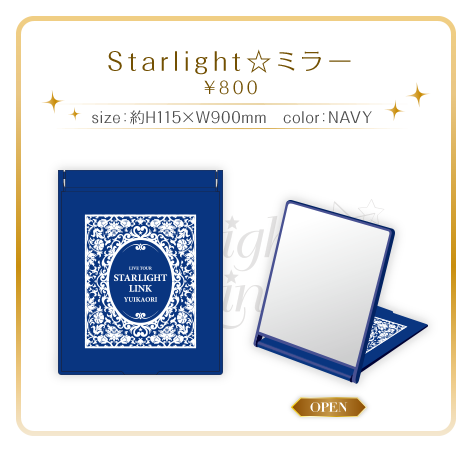 Starlight☆ミラー
￥800
size：約H115×W900mm　color：NAVY
LIVE TOUR
STARLIGHT
LINK
YUIKAORI
OPEN